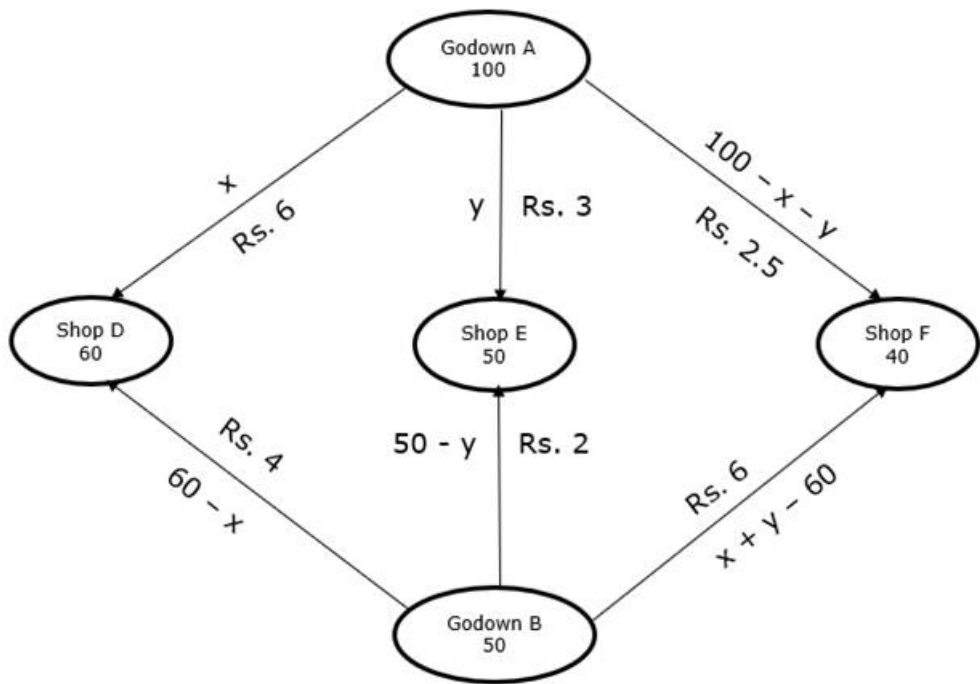 Godown A
100
x
Rs. 6
y
Rs. 3
100 – x – y
Rs. 2.5
Shop D
60
Shop E
50
Shop F
40
Rs. 4
60 – x
50 - y
Rs. 2
Rs. 6
x + y – 60
Godown B
50